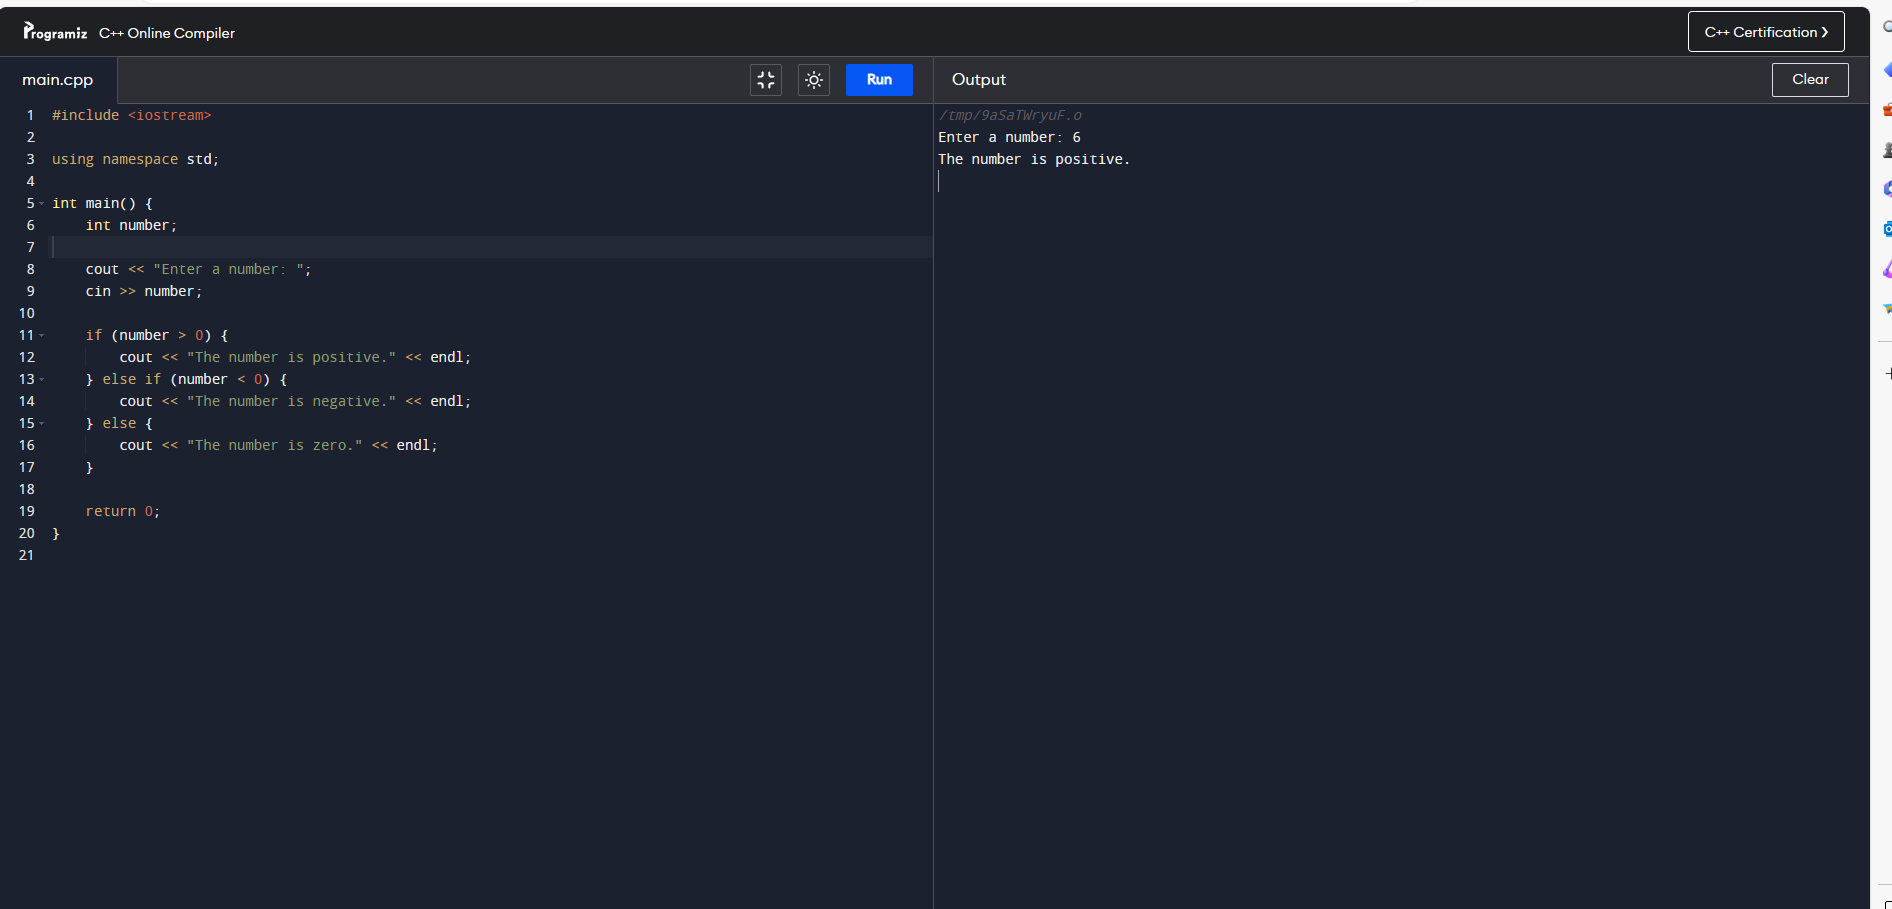 Programiz C++ Online Compiler
C++ Certification ❯
main.cpp
Run
Output
Clear
1 #include <iostream>
2
3 using namespace std;
4
5 int main() {
6     int number;
7
8     cout << "Enter a number: ";
9     cin >> number;
10
11     if (number > 0) {
12         cout << "The number is positive." << endl;
13     } else if (number < 0) {
14         cout << "The number is negative." << endl;
15     } else {
16         cout << "The number is zero." << endl;
17     }
18
19     return 0;
20 }
21
/tmp/9aSaTWryuF.o
Enter a number: 6
The number is positive.